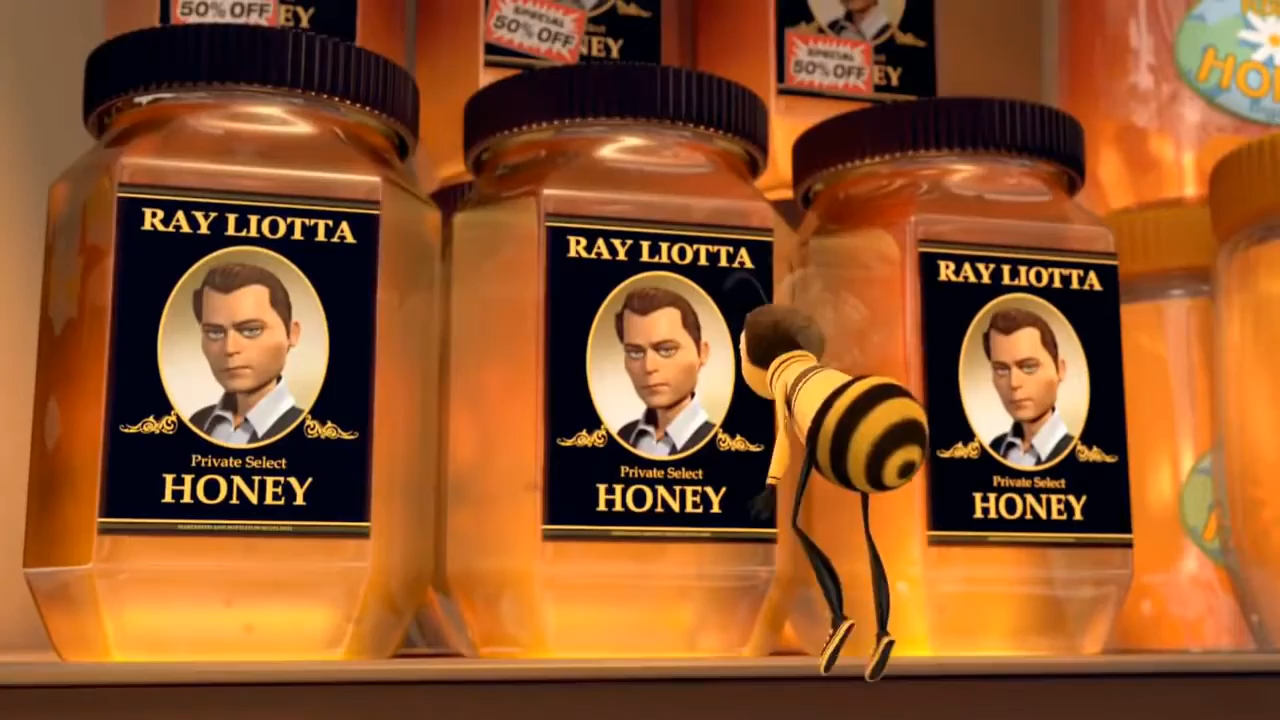 50% OFF
EY
SPECIAL
50% OFF
NEY
SPECIAL
50% OFF
EY
HO
RAY LIOTTA
Private Select
HONEY
RAY LIOTTA
Private Select
HONEY
RAY LIOTTA
Private Select
HONEY